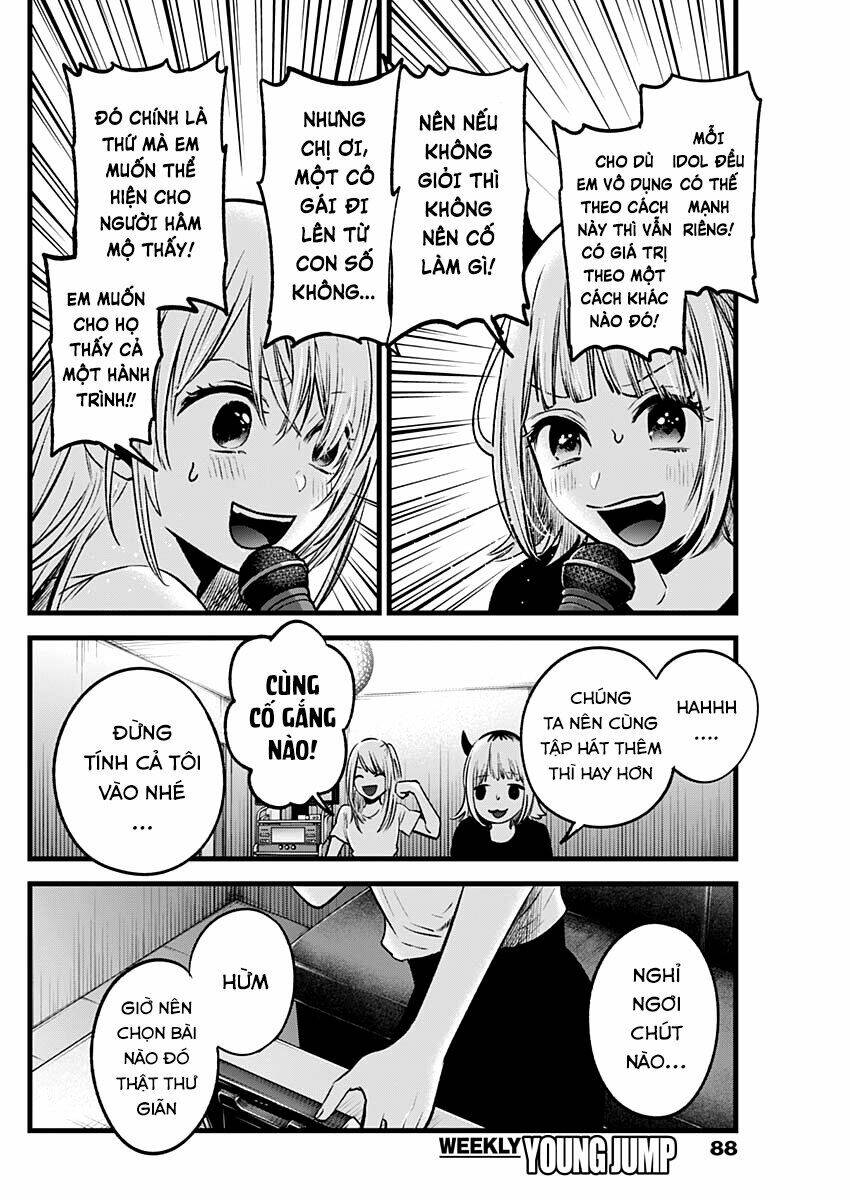 MỖI
IDOL ĐỀU
CÓ THẾ
MẠNH
RIÊNG!
CHO DÙ
EM VÔ DỤNG
THEO CÁCH
NÀY THÌ VẪN
CÓ GIÁ TRỊ
THEO MỘT
CÁCH KHÁC
NÀO ĐÓ!
NÊN NẾU
KHÔNG
GIỎI THÌ
KHÔNG
NÊN CỐ
LÀM GÌ!
NHƯNG
CHỊ ƠI,
MỘT CÔ
GÁI ĐI
LÊN TỪ
CON SỐ
KHÔNG...
ĐÓ CHÍNH LÀ
THỨ MÀ EM
MUỐN THỂ
HIỆN CHO
NGƯỜI HÂM
MỘ THẤY!
EM MUỐN
CHO HỌ
THẤY CẢ
MỘT HÀNH
TRÌNH!!
HAHHH
....
CHÚNG
TA NÊN CÙNG
TẬP HÁT THÊM
THÌ HAY HƠN
CÙNG
CỐ GẮNG
NÀO!
ĐỪNG
TÍNH CẢ TÔI
VÀO NHÉ
...
NGHỈ
NGƠI
CHÚT
NÀO...
HỪM
GIỜ NÊN
CHỌN BÀI
NÀO ĐÓ
THẬT THƯ
GIÃN
WEEKLY YOUNG JUMP 88